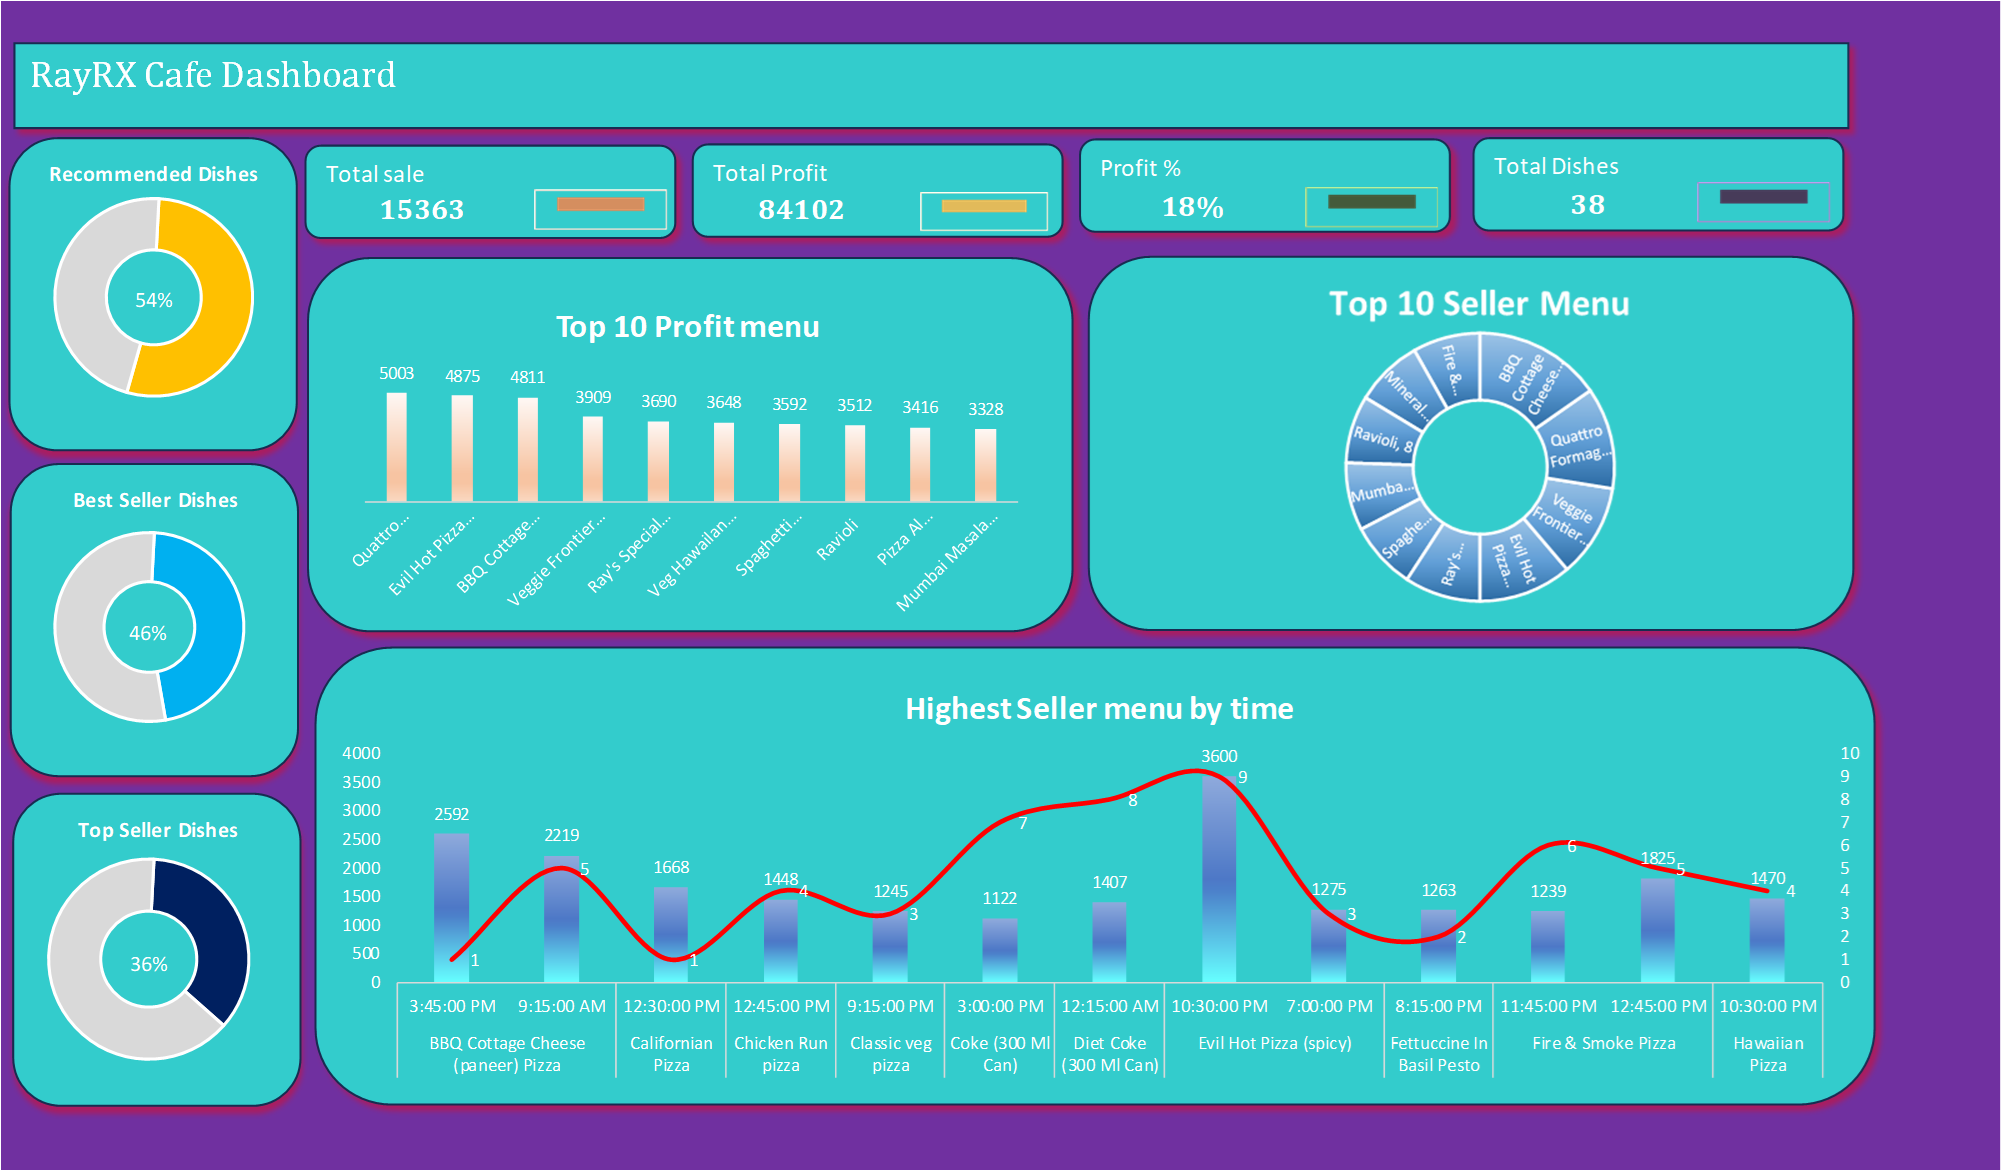 RayRX Cafe Dashboard
Recommended Dishes
54%
Total sale
15363
Total Profit
84102
Profit %
18%
Total Dishes
38
Best Seller Dishes
46%
Top Seller Dishes
36%
Top 10 Profit menu
5003 4875 4811 3909 3690 3648 3592 3512 3416 3328
Quattro...
Evil Hot Pizza...
BBQ Cottage...
Veggie Frontier...
Ray's Special...
Veg Hawailan...
Spaghetti...
Ravioli
Pizza Al...
Mumbai Masala...
Top 10 Seller Menu
BBQ
Cottage
Cheese...
Quattro
Formag...
Veggie
Frontier...
Evil Hot
Pizza...
Ray's...
Spaghe...
Mumba...
Ravioli, 8
Mineral...
Fire &...
Highest Seller menu by time
4000
3500
3000
2500
2000
1500
1000
500
0
2592 2219 1668 1448 1245 1122 1407 3600 1275 1263 1239 1825 1470
1 5 1 4 3 7 8 9 3 2 6 5 4
10
9
8
7
6
5
4
3
2
1
0
3:45:00 PM 9:15:00 AM 12:30:00 PM 12:45:00 PM 9:15:00 PM 3:00:00 PM 12:15:00 AM 10:30:00 PM 7:00:00 PM 8:15:00 PM 11:45:00 PM 12:45:00 PM 10:30:00 PM
BBQ Cottage Cheese
(paneer) Pizza
Californian
Pizza
Chicken Run
pizza
Classic veg
pizza
Coke (300 Ml
Can)
Diet Coke
(300 Ml Can)
Evil Hot Pizza (spicy)
Fettuccine In
Basil Pesto
Fire & Smoke Pizza
Hawaiian
Pizza